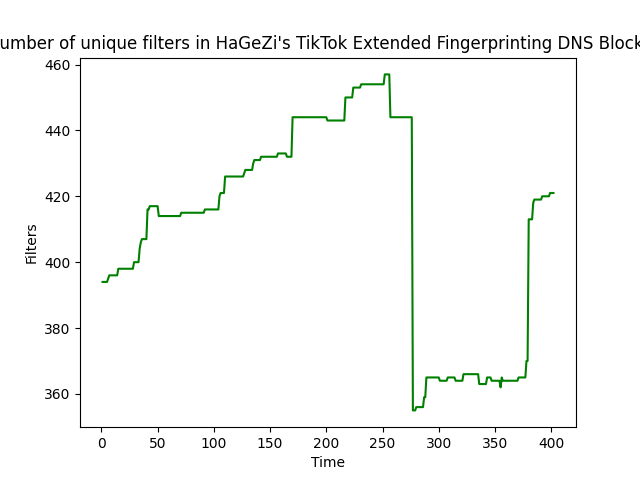 umber of unique filters in HaGeZi's TikTok Extended Fingerprinting DNS Block
460
440
420
400
380
360
Filters
0 50 100 150 200 250 300 350 400
Time